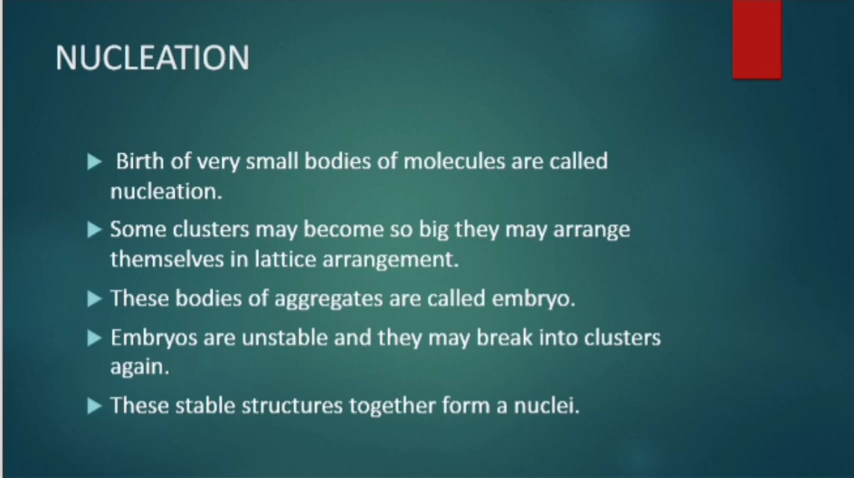 NUCLEATION
Birth of very small bodies of molecules are called
nucleation.
Some clusters may become so big they may arrange
themselves in lattice arrangement.
These bodies of aggregates are called embryo.
Embryos are unstable and they may break into clusters
again.
These stable structures together form a nuclei.